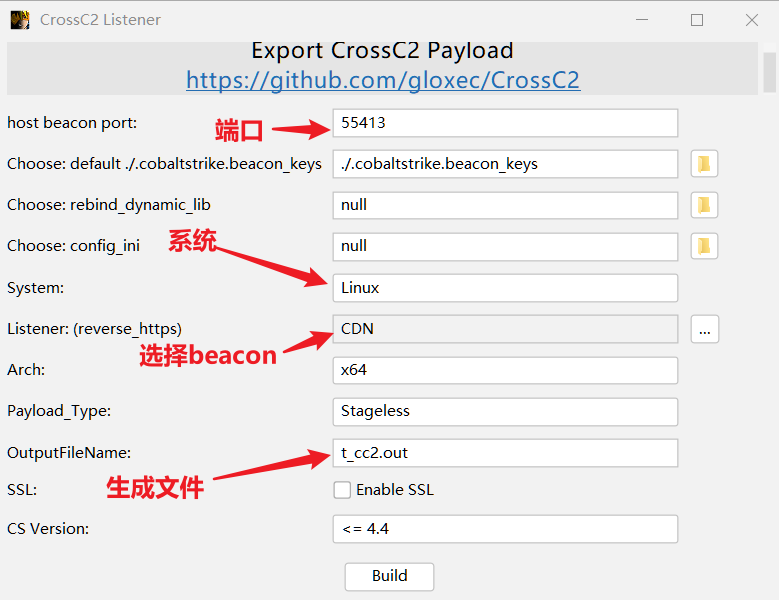 CrossC2 Listener
Export CrossC2 Payload
https://github.com/gloxec/CrossC2
host beacon port:
端口
55413
Choose: default ./.cobaltstrike.beacon_keys
./.cobaltstrike.beacon_keys
Choose: rebind_dynamic_lib
null
Choose: config_ini
系统
null
System:
Linux
Listener: (reverse_https)
CDN
...
选择beacon
Arch:
x64
Payload_Type:
Stageless
OutputFileName:
t_cc2.out
生成文件
SSL:
Enable SSL
CS Version:
<= 4.4
Build